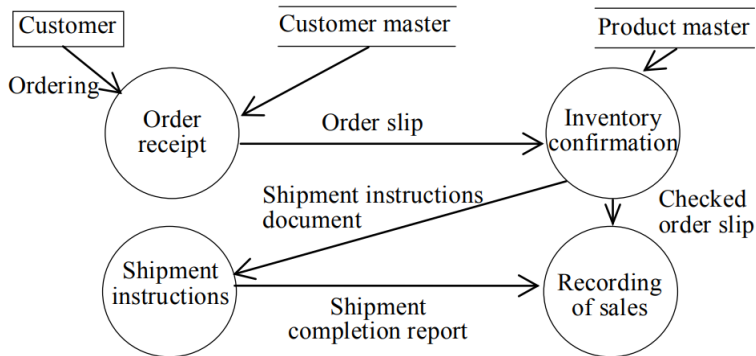 Customer
Customer master
Product master
Ordering
Order
receipt
Order slip
Inventory
confirmation
Shipment instructions
document
Checked
order slip
Shipment
instructions
Shipment
completion report
Recording
of sales